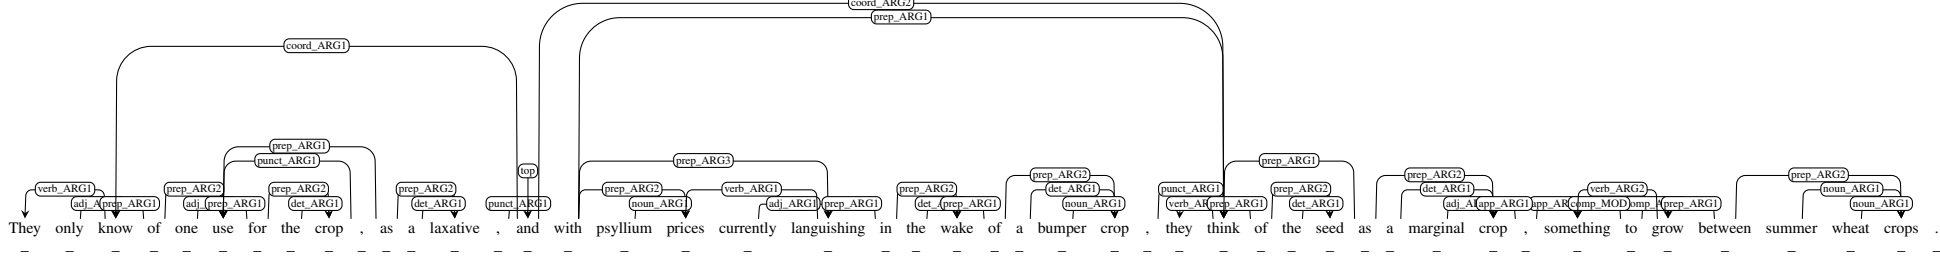 coord_ARG2
prep_ARG1
coord_ARG1
prep_ARG1
punct_ARG1 prep_ARG3 prep_ARG1
top
prep_ARG2 prep_ARG2
verb_ARG1 prep_ARG2 prep_ARG2 prep_ARG2 prep_ARG2 verb_ARG1 prep_ARG2 det_ARG1 punct_ARG1 prep_ARG2 det_ARG1 verb_ARG2 noun_ARG1
prep_ARG1 prep_ARG1 det_ARG1 det_ARG1 punct_ARG1 noun_ARG1 adj_ARG1 prep_ARG1 prep_ARG1 noun_ARG1 prep_ARG1 det_ARG1 app_ARG1 comp_MOD prep_ARG1 noun_ARG1
They only know of one use for the crop , as a laxative , and with psyllium prices currently languishing in the wake of a bumper crop , they think of the seed as a marginal crop , something to grow between summer wheat crops .